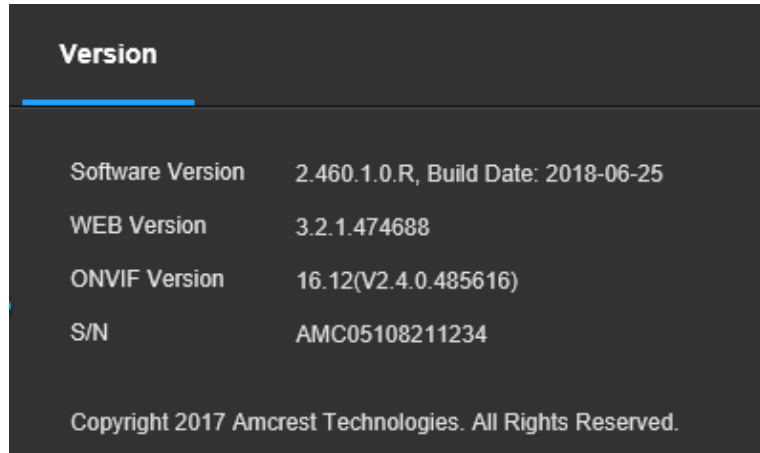 Version
Software Version 2.460.1.0.R, Build Date: 2018-06-25
WEB Version 3.2.1.474688
ONVIF Version 16.12(V2.4.0.485616)
S/N AMC05108211234
Copyright 2017 Amcrest Technologies. All Rights Reserved.